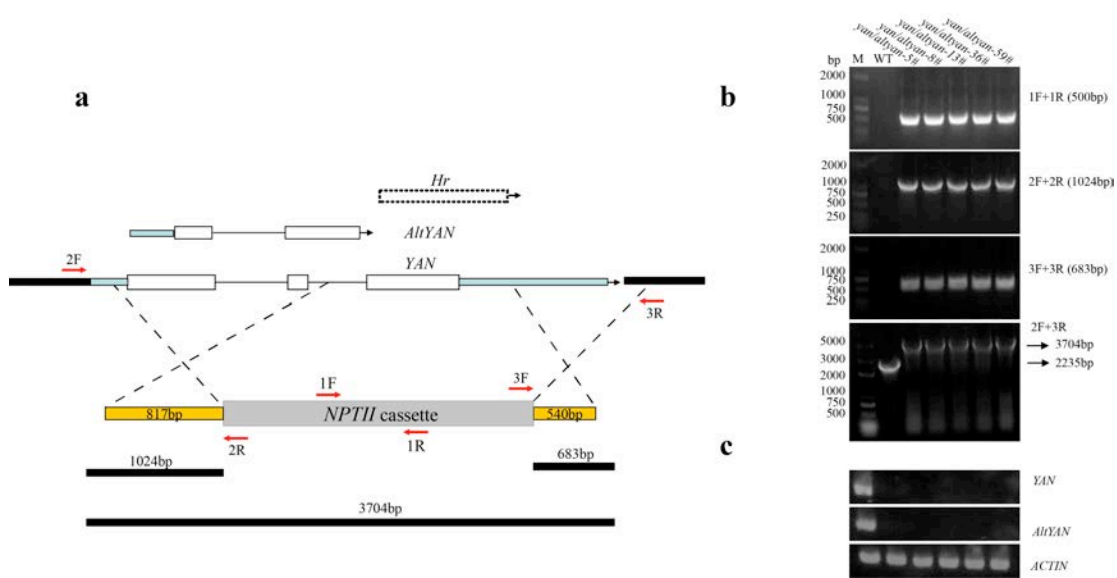 a
Hr
AltYAN
YAN
2F
3R
1F
3F
817bp
NPTII cassette
540bp
2R
1R
1024bp
683bp
3704bp
b
yan/altyan-5#
yan/altyan-8#
yan/altyan-13#
yan/altyan-36#
yan/altyan-59#
bp M WT
2000
1000
750
500
1F+1R (500bp)
2000
1000
750
500
250
2F+2R (1024bp)
2000
1000
750
500
250
3F+3R (683bp)
2F+3R
5000
3000
2000
1000
750
500
3704bp
2235bp
c
YAN
AltYAN
ACTIN